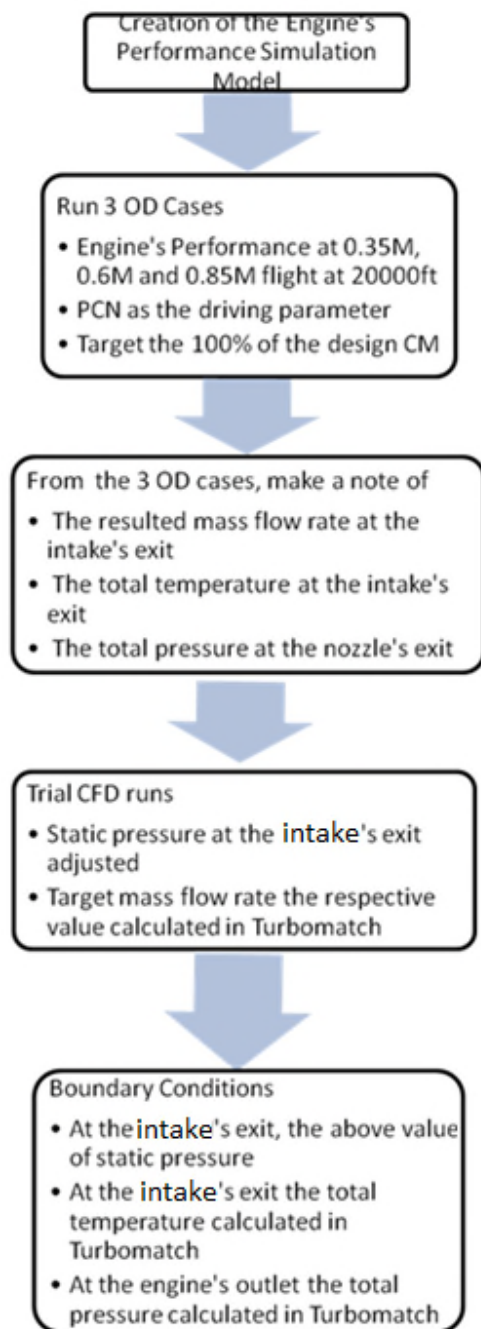 Creation of the Engine's
Performance Simulation
Model
Run 3 OD Cases
• Engine's Performance at 0.35M,
0.6M and 0.85M flight at 20000ft
• PCN as the driving parameter
• Target the 100% of the design CM
From the 3 OD cases, make a note of
• The resulted mass flow rate at the
intake's exit
• The total temperature at the intake's
exit
• The total pressure at the nozzle's exit
Trial CFD runs
• Static pressure at the intake's exit
adjusted
• Target mass flow rate the respective
value calculated in Turbomatch
Boundary Conditions
• At the intake's exit, the above value
of static pressure
• At the intake's exit the total
temperature calculated in
Turbomatch
• At the engine's outlet the total
pressure calculated in Turbomatch